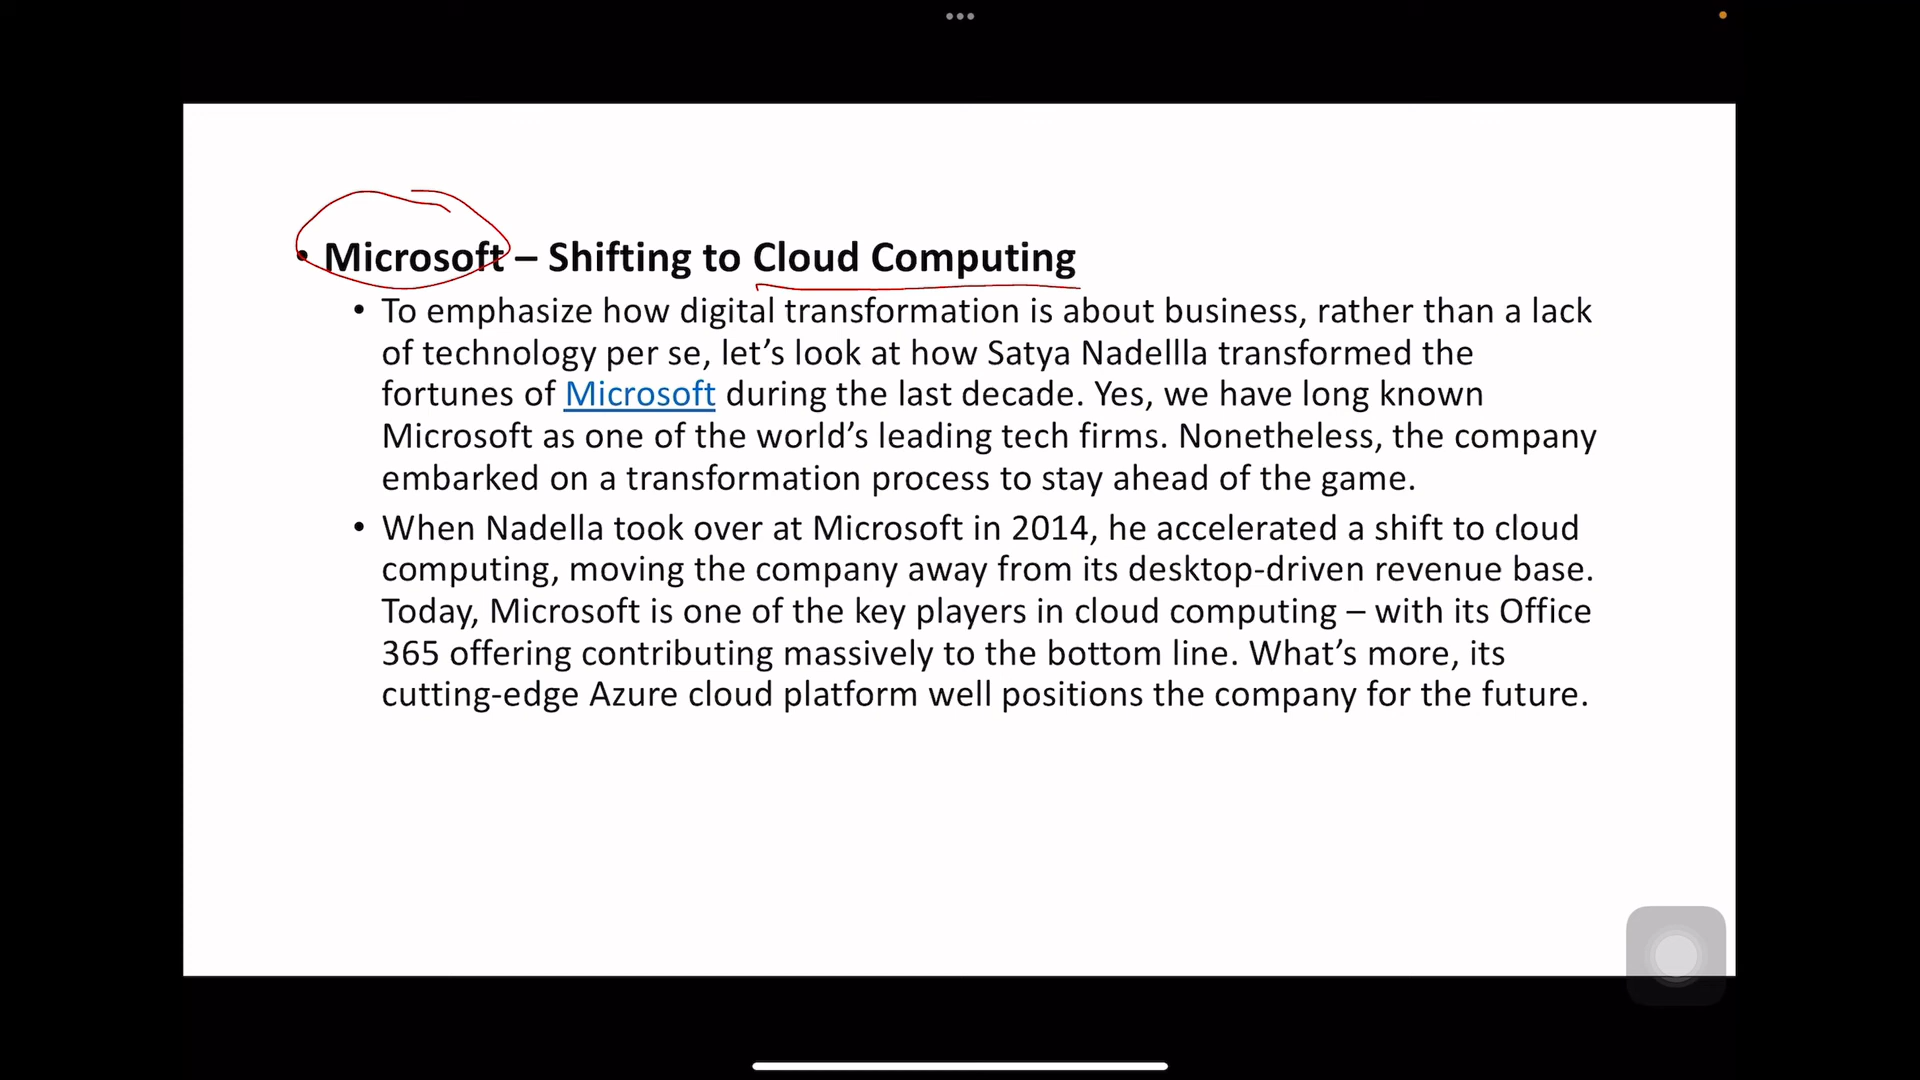 • Microsoft – Shifting to Cloud Computing
• To emphasize how digital transformation is about business, rather than a lack
of technology per se, let’s look at how Satya Nadellla transformed the
fortunes of Microsoft during the last decade. Yes, we have long known
Microsoft as one of the world’s leading tech firms. Nonetheless, the company
embarked on a transformation process to stay ahead of the game.
• When Nadella took over at Microsoft in 2014, he accelerated a shift to cloud
computing, moving the company away from its desktop-driven revenue base.
Today, Microsoft is one of the key players in cloud computing – with its Office
365 offering contributing massively to the bottom line. What’s more, its
cutting-edge Azure cloud platform well positions the company for the future.